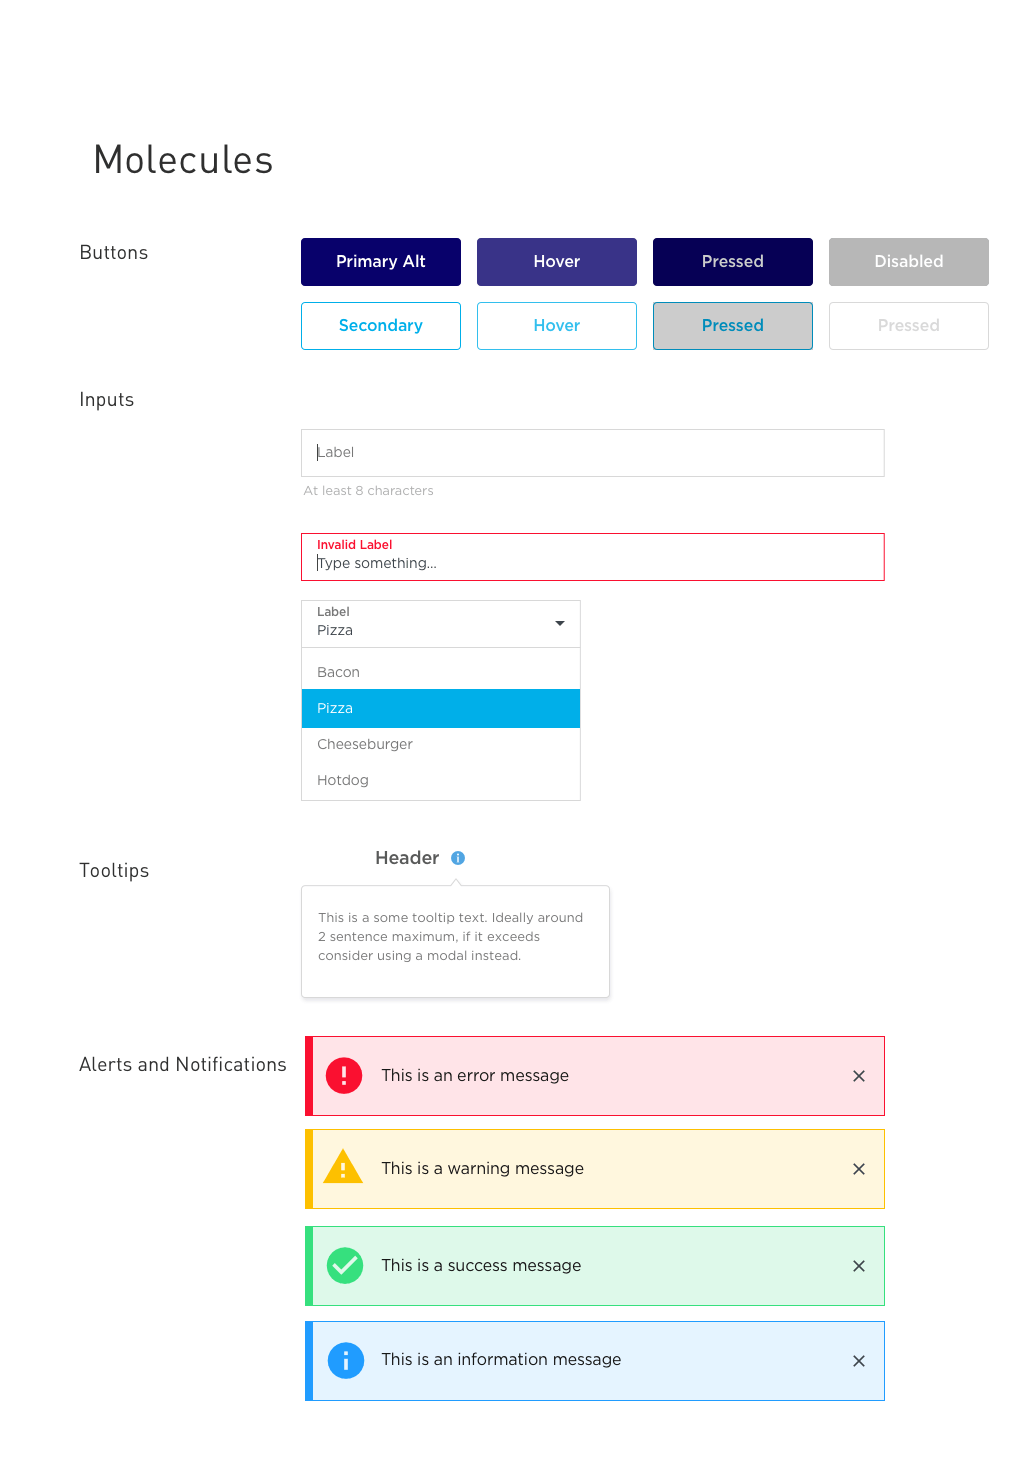 Molecules
Buttons
Primary Alt
Hover
Pressed
Disabled
Secondary
Hover
Pressed
Pressed
Inputs
Label
At least 8 characters
Invalid Label
Type something...
Label
Pizza
Bacon
Pizza
Cheeseburger
Hotdog
Tooltips
Header
This is a some tooltip text. Ideally around
2 sentence maximum, if it exceeds
consider using a modal instead.
Alerts and Notifications
This is an error message
This is a warning message
This is a success message
This is an information message